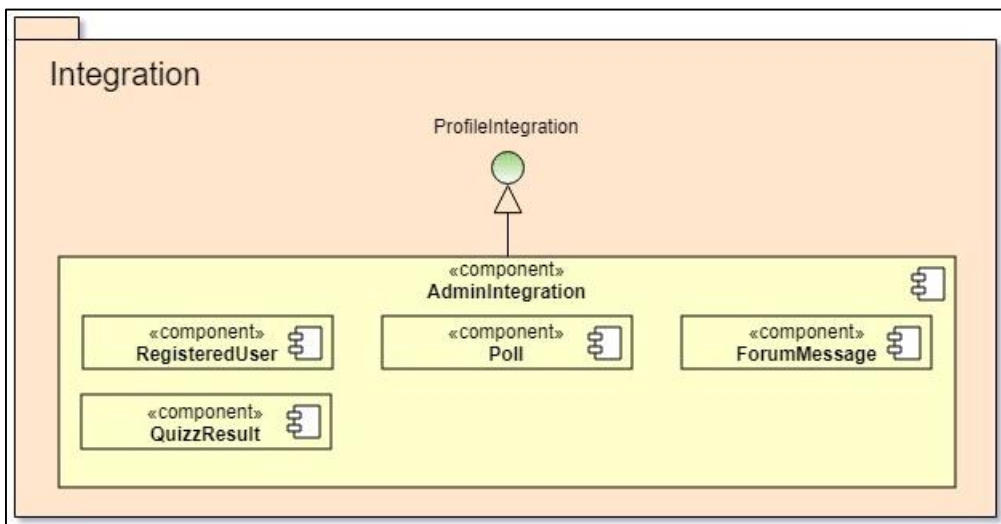 Integration
ProfileIntegration
«component»
AdminIntegration
«component»
RegisteredUser
«component»
Poll
«component»
ForumMessage
«component»
QuizzResult